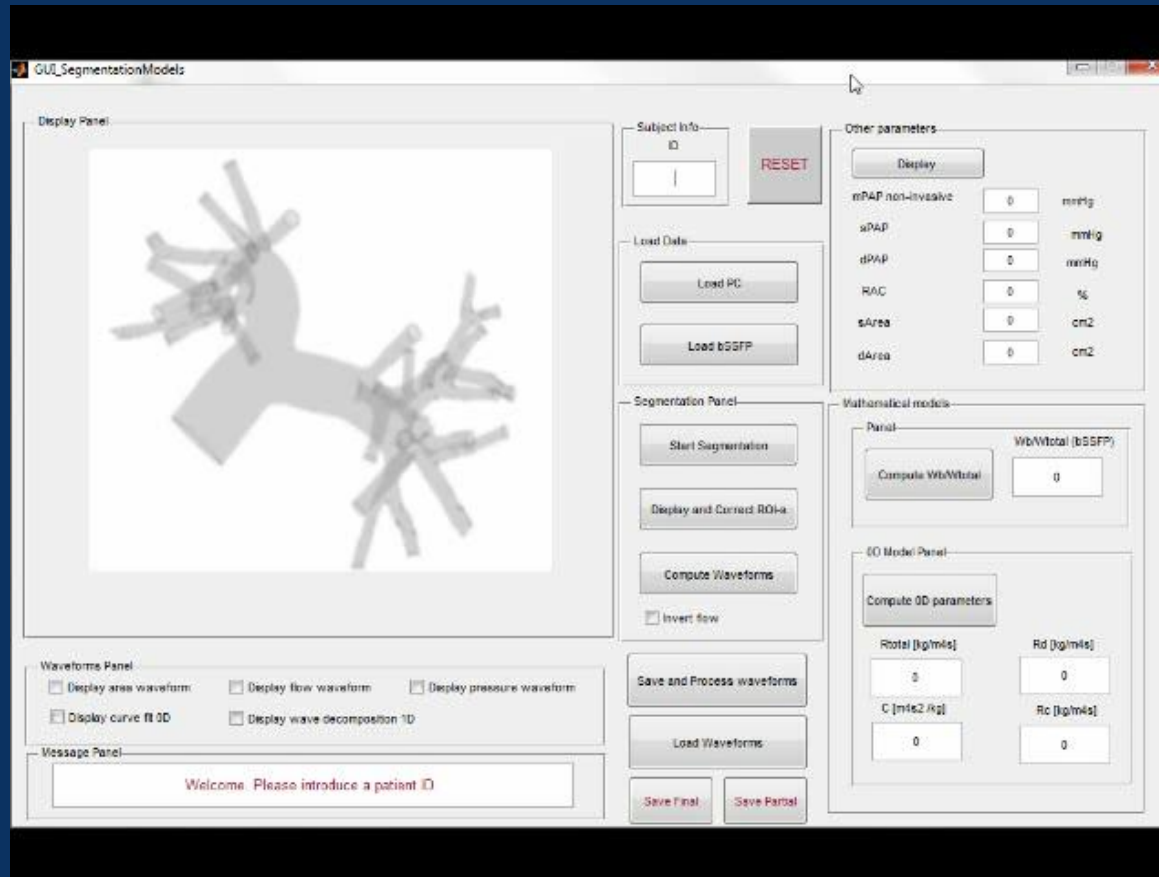 GUI_SegmentationModels
Display Panel
Subject Info
ID
RESET
Load Data
Load PC
Load bSSFP
Segmentation Panel
Start Segmentation
Display and Correct ROI-s
Compute Waveforms
Invert flow
Save and Process waveforms
Load Waveforms
Save Final
Save Partial
Other parameters
Display
mPAP non-invasive 0 mmHg
sPAP 0 mmHg
dPAP 0 mmHg
RAC 0 %
sArea 0 cm2
dArea 0 cm2
Mathematical models
Panel
Wb/Wtotal (bSSFP)
Compute Wb/Wtotal 0
0D Model Panel
Compute 0D parameters
Rtotal [kg/m4s] Rd [kg/m4s]
0 0
C [m4s2 /kg] Rc [kg/m4s]
0 0
Waveforms Panel
Display area waveform Display flow waveform Display pressure waveform
Display curve fit 0D Display wave decomposition 1D
Message Panel
Welcome. Please introduce a patient ID